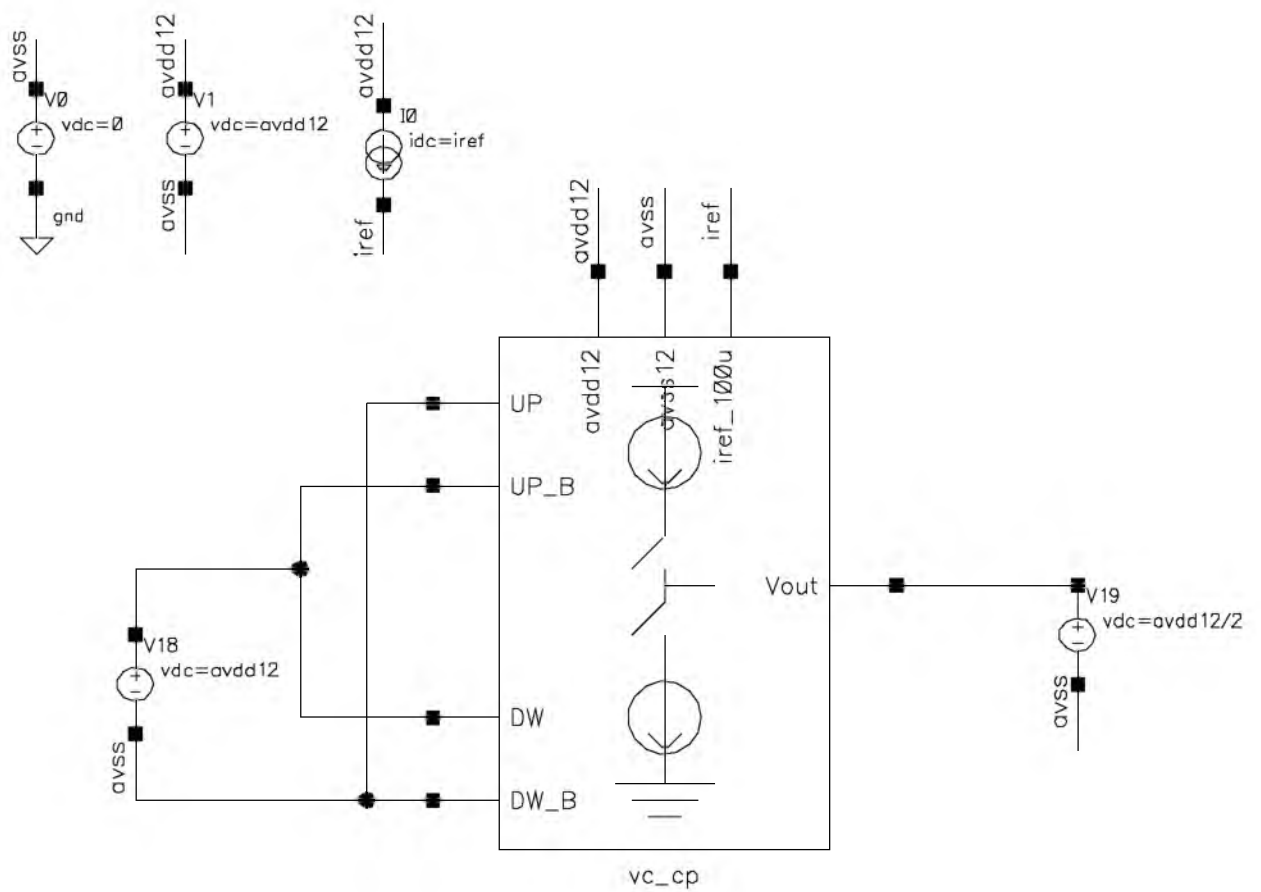 avss
V0
vdc=0
gnd
avdd12
V1
vdc=avdd12
avss
avdd12
I0
idc=iref
iref
avdd12
avss
iref
avdd12
avss12
iref_100u
UP
UP_B
DW
DW_B
Vout
V18
vdc=avdd12
avss
V19
vdc=avdd12/2
avss
vc_cp